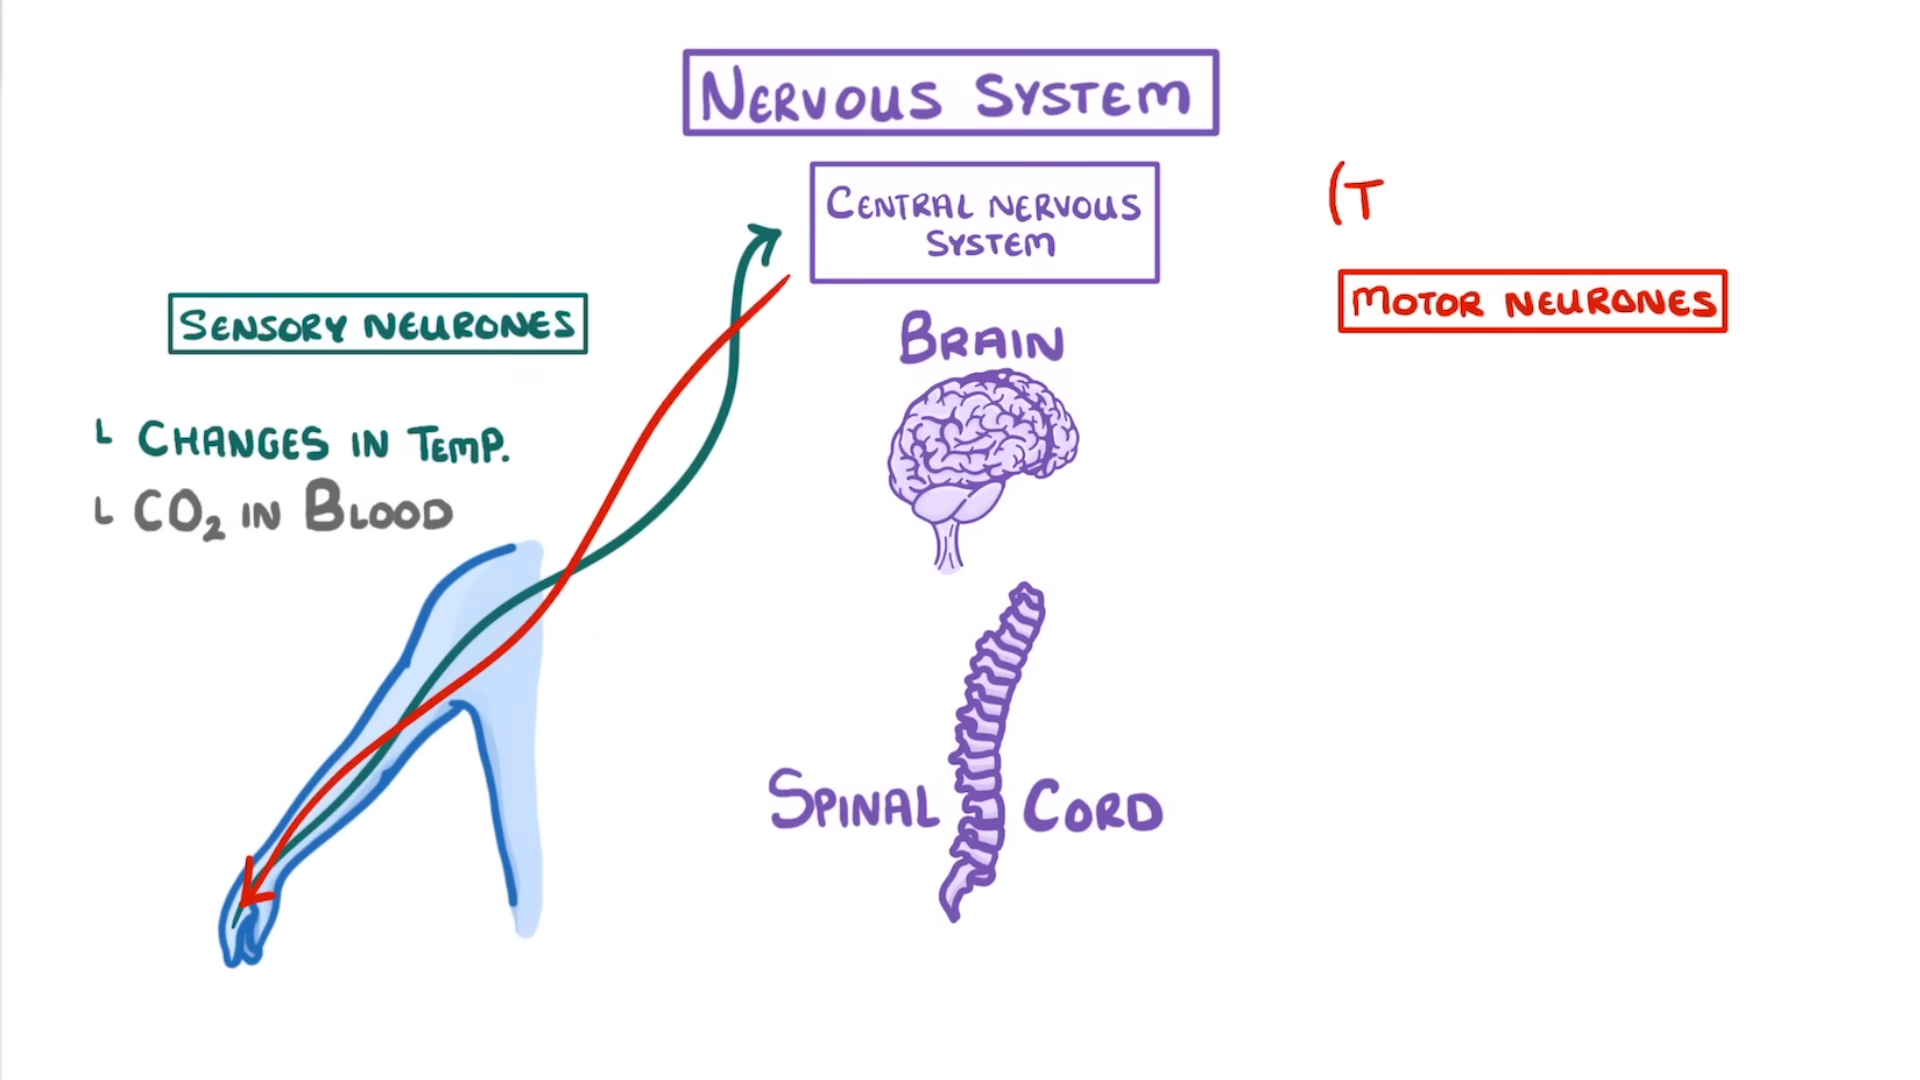 NERVOUS SYSTEM
CENTRAL NERVOUS
SYSTEM
(T
SENSORY NEURONES
MOTOR NEURONES
BRAIN
CHANGES IN TEMP.
CO₂ IN BLOOD
SPINAL CORD